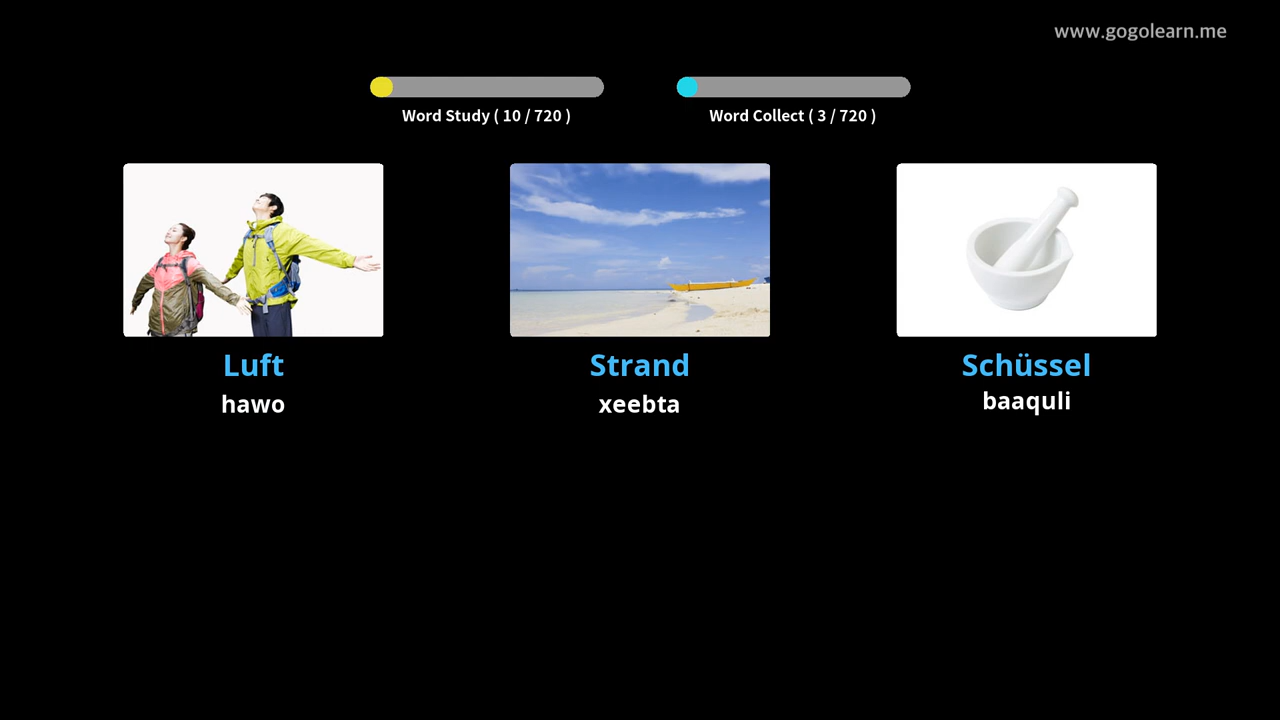 www.gogolearn.me
Word Study ( 10 / 720 )
Word Collect ( 3 / 720 )
Luft
hawo
Strand
xeebta
Schüssel
baaquli